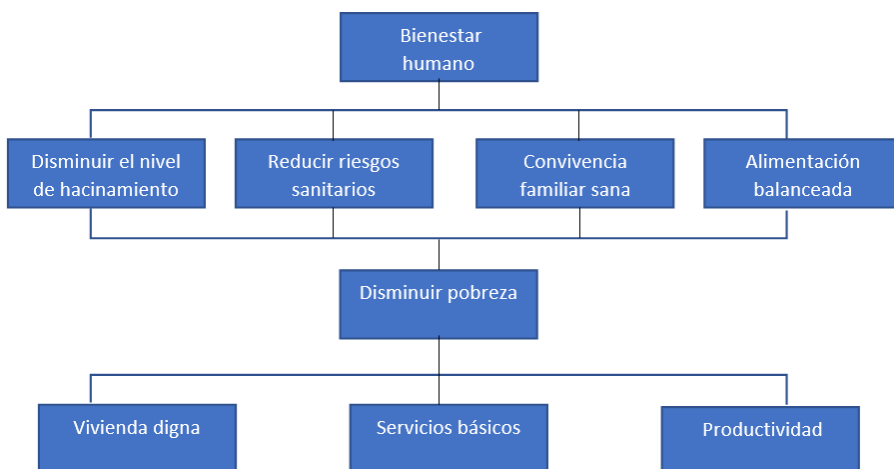 Bienestar
humano
Disminuir el nivel
de hacinamiento
Reducir riesgos
sanitarios
Convivencia
familiar sana
Alimentación
balanceada
Disminuir pobreza
Vivienda digna
Servicios básicos
Productividad